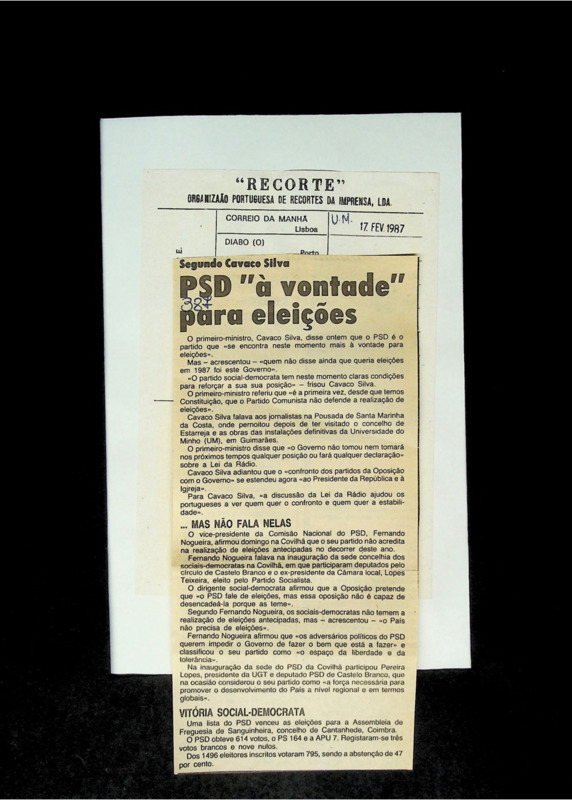 "RECORTE"
ORGANIZAÃO PORTUGUESA DE RECORTES DA IMPRENSA, LDA.
CORREIO DA MANHÃ
Lisboa
U.M.
17. FEV. 1987
DIABO (O)
Porto
Segundo Cavaco Silva
PSD "à vontade"
387
para eleições
O primeiro-ministro, Cavaco Silva, disse ontem que o PSD é o
partido que «se encontra neste momento mais à vontade para
eleições».
Mas – acrescentou – «quem não disse ainda que queria eleições
em 1987 foi este Governo».
«O partido social-democrata tem neste momento claras condições
para reforçar a sua sua posição» – frisou Cavaco Silva.
O primeiro-ministro referiu que «é a primeira vez, desde que temos
Constituição, que o Partido Comunista não defende a realização de
eleições».
Cavaco Silva falava aos jornalistas na Pousada de Santa Marinha
da Costa, onde pernoitou depois de ter visitado o concelho de
Estarreja e as obras das instalações definitivas da Universidade do
Minho (UM), em Guimarães.
O primeiro-ministro disse que «o Governo não tomou nem tomará
nos próximos tempos qualquer posição ou fará qualquer declaração»
sobre a Lei da Rádio.
Cavaco Silva adiantou que o «confronto dos partidos da Oposição
com o Governo» se estendeu agora «ao Presidente da República e à
Igjreja».
Para Cavaco Silva, «a discussão da Lei da Rádio ajudou os
portugueses a ver quem quer o confronto e quem quer a estabili-
dade».
... MAS NÃO FALA NELAS
O vice-presidente da Comissão Nacional do PSD, Fernando
Nogueira, afirmou domingo na Covilhã que o seu partido não acredita
na realização de eleições antecipadas no decorrer deste ano.
Fernando Nogueira falava na inauguração da sede concelhia dos
sociais-democratas na Covilhã, em que participaram deputados pelo
círculo de Castelo Branco e o ex-presidente da Câmara local, Lopes
Teixeira, eleito pelo Partido Socialista.
O dirigente social-democrata afirmou que a Oposição pretende
que «o PSD fale de eleições, mas essa oposição não é capaz de
desencadeá-la porque as teme».
Segundo Fernando Nogueira, os sociais-democratas não temem a
realização de eleições antecipadas, mas – acrescentou – «o País
não precisa de eleições».
Fernando Nogueira afirmou que «os adversários políticos do PSD
querem impedir o Governo de fazer o bem que está a fazer» e
classificou o seu partido como «o espaço da liberdade e da
tolerância».
Na inauguração da sede do PSD da Covilhã participou Pereira
Lopes, presidente da UGT e deputado PSD de Castelo Branco, que
na ocasião considerou o seu partido como «a força necessária para
promover o desenvolvimento do País a nível regional e em termos
globais».
VITÓRIA SOCIAL-DEMOCRATA
Uma lista do PSD venceu as eleições para a Assembleia de
Freguesia de Sanguinheira, concelho de Cantanhede, Coimbra.
O PSD obteve 614 votos, o PS 164 e a APU 7. Registaram-se três
votos brancos e nove nulos.
Dos 1496 eleitores inscritos votaram 795, sendo a abstenção de 47
por cento.